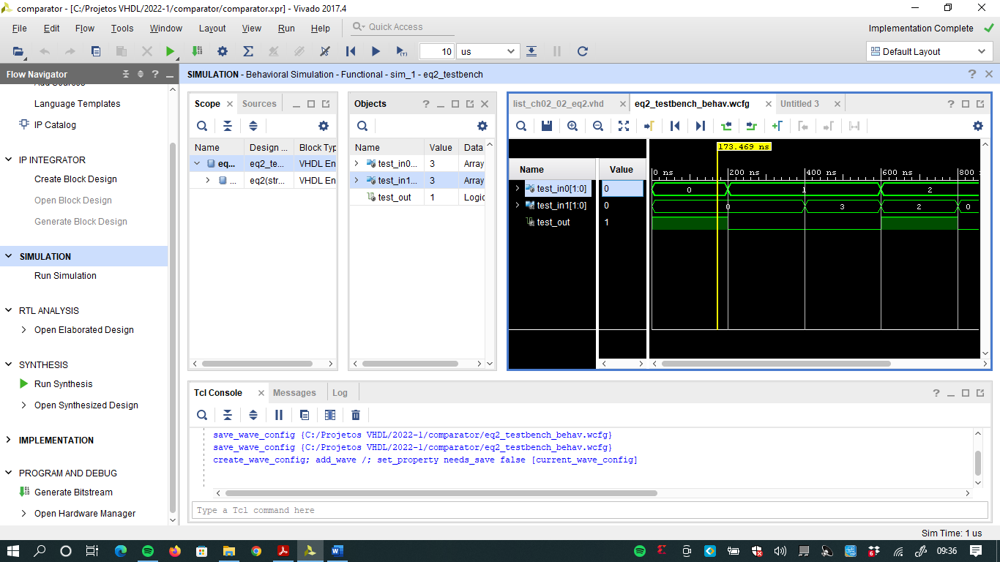 comparator - [C:/Projetos VHDL/2022-1/comparator/comparator.xpr] - Vivado 2017.4
File Edit Flow Tools Window Layout View Run Help Quick Access
Implementation Complete
10 us
Default Layout
Flow Navigator
SIMULATION - Behavioral Simulation - Functional - sim_1 - eq2_testbench
Add Sources
Language Templates
IP Catalog
IP INTEGRATOR
Create Block Design
Open Block Design
Generate Block Design
SIMULATION
Run Simulation
RTL ANALYSIS
Open Elaborated Design
SYNTHESIS
Run Synthesis
Open Synthesized Design
IMPLEMENTATION
PROGRAM AND DEBUG
Generate Bitstream
Open Hardware Manager
Scope Sources
Name Design ... Block Typ
eq... eq2_te... VHDL En
... eq2(str... VHDL En
Objects
Name Value Data
test_in0... 3 Array
test_in1... 3 Array
test_out 1 Logic
list_ch02_02_eq2.vhd eq2_testbench_behav.wcfg Untitled 3
173.469 ns
Name Value
0 ns 200 ns 400 ns 600 ns 800
test_in0[1:0] 0 0 1 2
test_in1[1:0] 0 0 3 2 0
test_out 1
Tcl Console Messages Log
save_wave_config {C:/Projetos VHDL/2022-1/comparator/eq2_testbench_behav.wcfg}
save_wave_config {C:/Projetos VHDL/2022-1/comparator/eq2_testbench_behav.wcfg}
create_wave_config; add_wave /; set_property needs_save false [current_wave_config]
Type a Tcl command here
Sim Time: 1 us
09:36